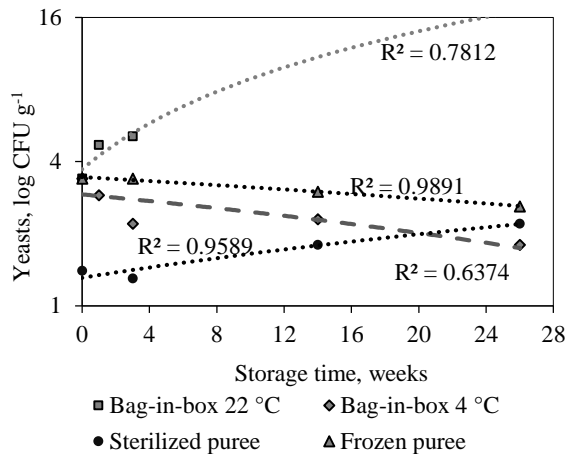 16
R² = 0.7812
Yeasts, log CFU g⁻¹
4
R² = 0.9891
R² = 0.9589
R² = 0.6374
1
0 4 8 12 16 20 24 28
Storage time, weeks
Bag-in-box 22 °C Bag-in-box 4 °C
Sterilized puree Frozen puree